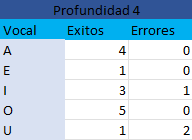 Profundidad 4
Vocal Exitos Errores
A 4 0
E 1 0
I 3 1
O 5 0
U 1 2